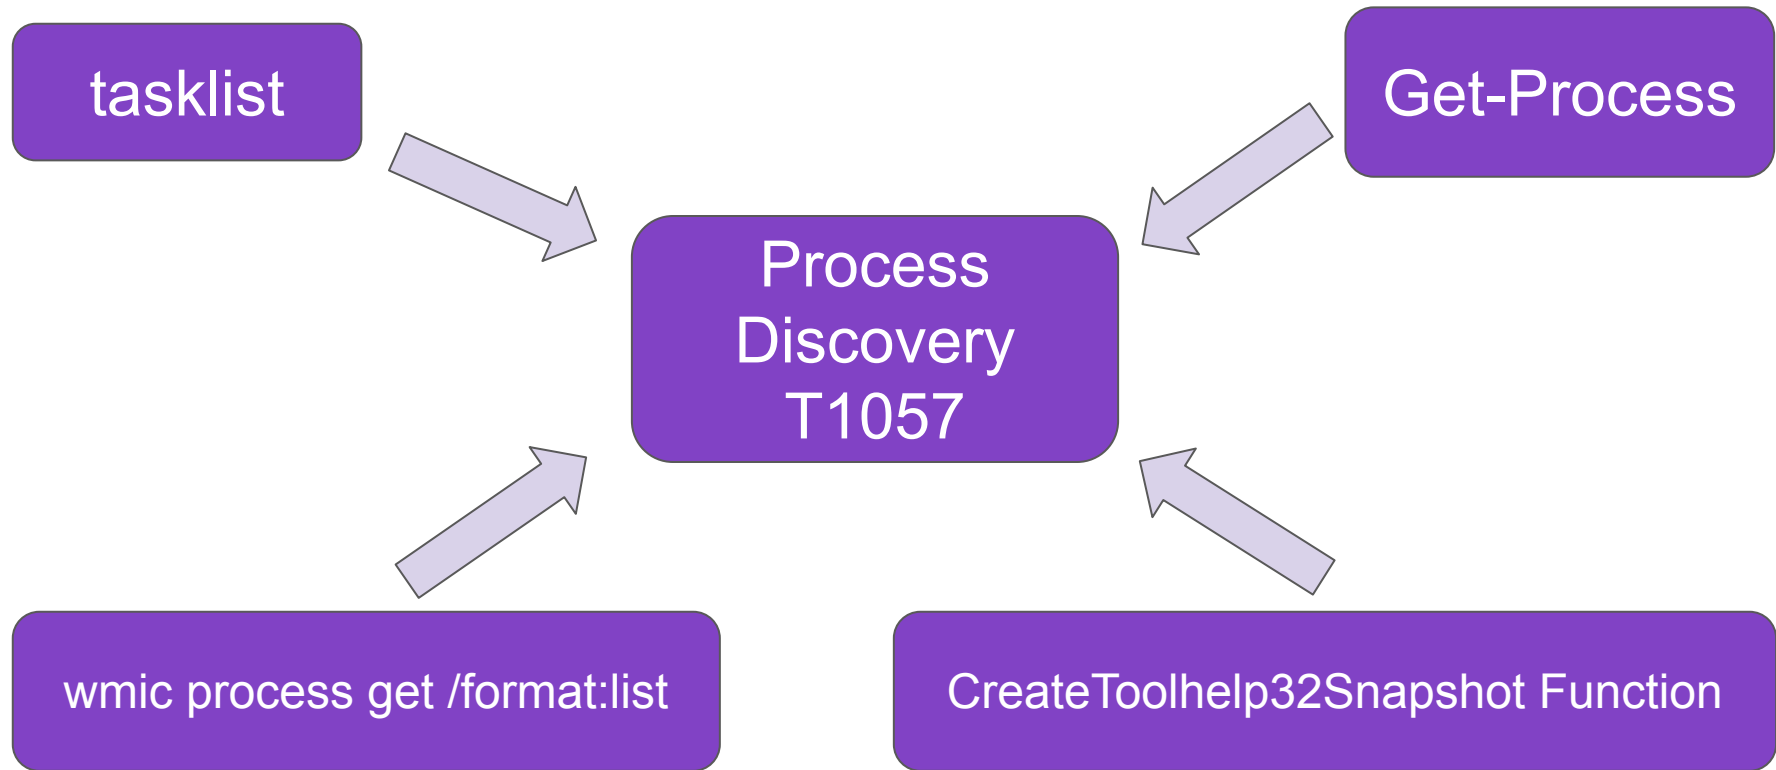 tasklist
Get-Process
Process
Discovery
T1057
wmic process get /format:list
CreateToolhelp32Snapshot Function